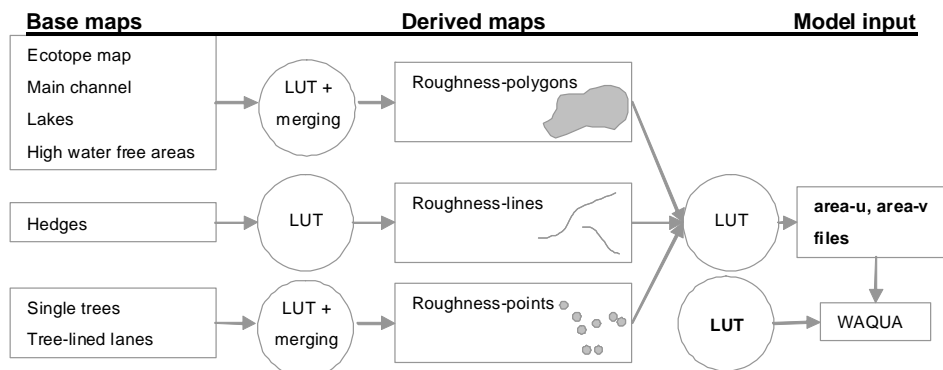 Base maps
Derived maps
Model input
Ecotope map
Main channel
Lakes
High water free areas
LUT +
merging
Roughness-polygons
Hedges
LUT
Roughness-lines
LUT
area-u, area-v
files
Single trees
Tree-lined lanes
LUT +
merging
Roughness-points
LUT
WAQUA